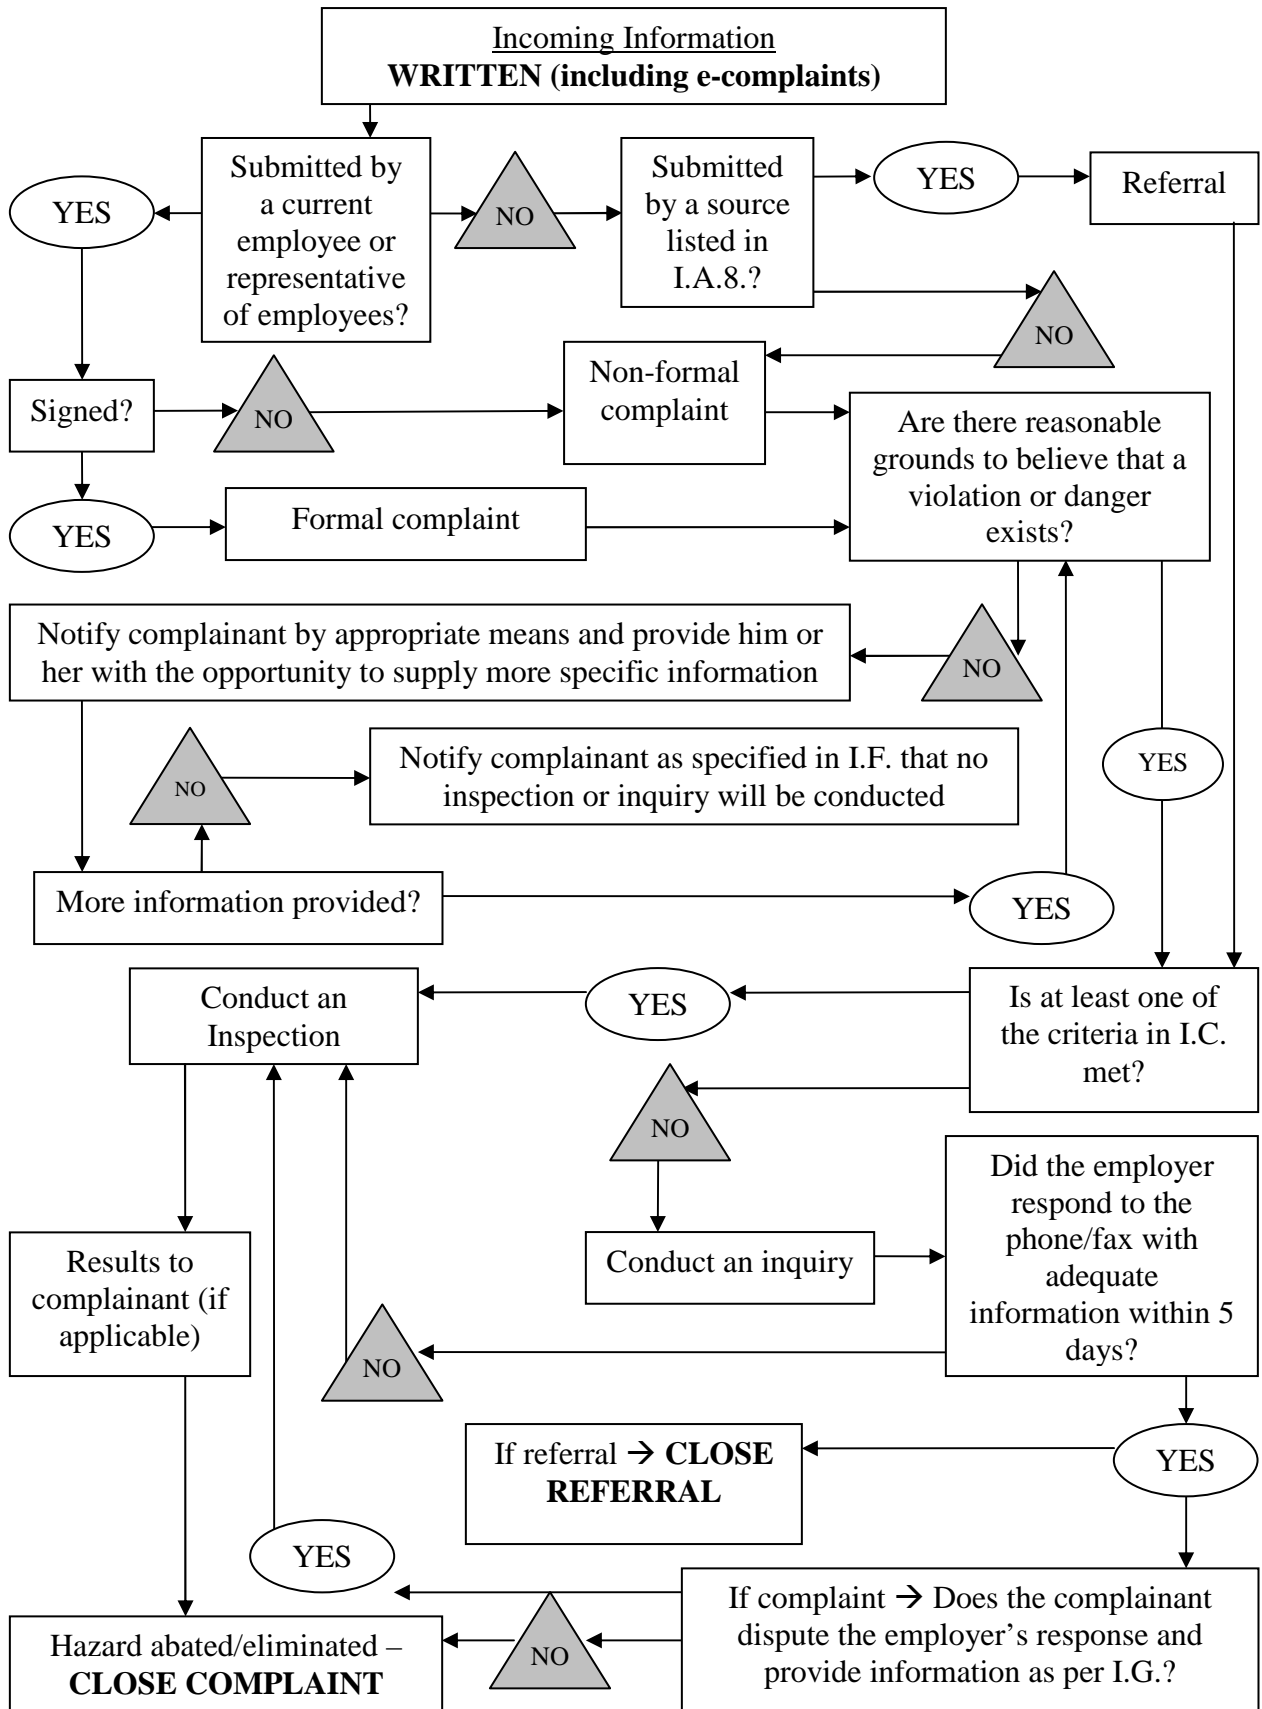 Incoming Information
WRITTEN (including e-complaints)
Submitted by
a current
employee or
representative
of employees?
YES
NO
Submitted
by a source
listed in
I.A.8.?
YES
Referral
NO
Signed?
NO
Non-formal
complaint
Are there reasonable
grounds to believe that a
violation or danger
exists?
YES
Formal complaint
Notify complainant by appropriate means and provide him or
her with the opportunity to supply more specific information
NO
NO
Notify complainant as specified in I.F. that no
inspection or inquiry will be conducted
YES
More information provided?
YES
Conduct an
Inspection
YES
Is at least one of
the criteria in I.C.
met?
NO
Results to
complainant (if
applicable)
Conduct an inquiry
Did the employer
respond to the
phone/fax with
adequate
information within 5
days?
NO
If referral → CLOSE
REFERRAL
YES
YES
Hazard abated/eliminated –
CLOSE COMPLAINT
NO
If complaint → Does the complainant
dispute the employer’s response and
provide information as per I.G.?